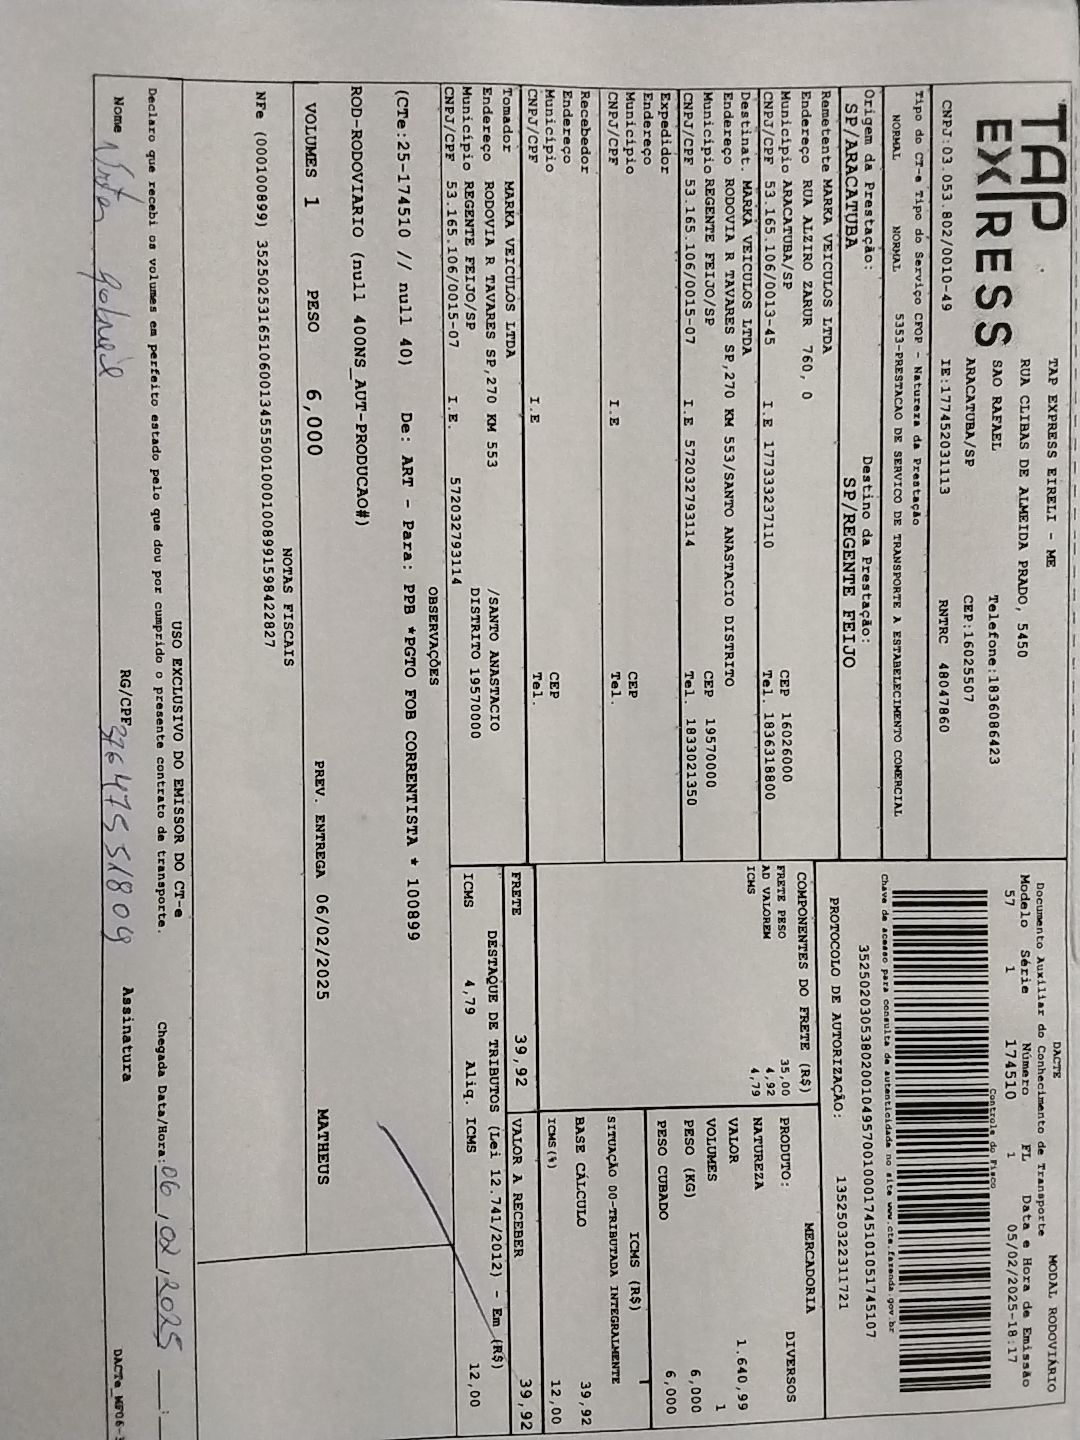 TAP
EXPRESS
TAP EXPRESS EIRELI - ME
RUA CLIBAS DE ALMEIDA PRADO, 5450
Telefone:1836086423
SAO RAFAEL
ARACATUBA/SP CEP:16025507
CNPJ:03.053.802/0010-49 IE:177452031113 RNTRC 48047860
Tipo do CT-e Tipo do Serviço CFOP - Natureza da Prestação
NORMAL NORMAL 5353-PRESTACAO DE SERVICO DE TRANSPORTE A ESTABELECIMENTO COMERCIAL
Origem da Prestação: Destino da Prestação:
SP/ARACATUBA SP/REGENTE FEIJO
Remetente MARKA VEICULOS LTDA
Endereço RUA ALZIRO ZARUR 760, 0
Município ARACATUBA/SP CEP 16026000
CNPJ/CPF 53.165.106/0013-45 I.E 177333237110 Tel. 1836318800
Destinat. MARKA VEICULOS LTDA
Endereço RODOVIA R TAVARES SP,270 KM 553/SANTO ANASTACIO DISTRITO
Município REGENTE FEIJO/SP CEP 19570000
CNPJ/CPF 53.165.106/0015-07 I.E 572032793114 Tel. 1833021350
Expedidor
Endereço
Município CEP
CNPJ/CPF I.E Tel.
Recebedor
Endereço
Município CEP
CNPJ/CPF I.E Tel.
Tomador MARKA VEICULOS LTDA
Endereço RODOVIA R TAVARES SP,270 KM 553 /SANTO ANASTACIO
Município REGENTE FEIJO/SP DISTRITO 19570000
CNPJ/CPF 53.165.106/0015-07 I.E. 572032793114
DACTE MODAL RODOVIÁRIO
Documento Auxiliar do Conhecimento de Transporte
Modelo Série Número FL Data e Hora de Emissão
57 1 174510 1 05/02/2025-18:17
Controle do Fisco
Chave de acesso para consulta de autenticidade no site www.cte.fazenda.gov.br
35250203053802001049570010001745101051745107
PROTOCOLO DE AUTORIZAÇÃO: 135250322311721
COMPONENTES DO FRETE (R$)
FRETE PESO 35,00
AD VALOREM 4,92
ICMS 4,79
MERCADORIA
PRODUTO: DIVERSOS
NATUREZA
VALOR 1.640,99
VOLUMES 1
PESO (KG) 6,000
PESO CUBADO 6,000
ICMS (R$)
SITUAÇÃO 00-TRIBUTADA INTEGRALMENTE
BASE CÁLCULO 39,92
ICMS(%) 12,00
FRETE 39,92 VALOR A RECEBER 39,92
DESTAQUE DE TRIBUTOS (Lei 12.741/2012) - Em (R$)
ICMS 4,79 Aliq. ICMS 12,00
OBSERVAÇÕES
(CTe:25-174510 // null 40) De: ART - Para: PPB *PGTO FOB CORRENTISTA * 100899
ROD-RODOVIARIO (null 400NS_AUT-PRODUCAO#)
VOLUMES 1 PESO 6,000 PREV. ENTREGA 06/02/2025 MATHEUS
NOTAS FISCAIS
NFe (000100899) 35250253165106001345550010001008991598422827
USO EXCLUSIVO DO EMISSOR DO CT-e
Declaro que recebi os volumes em perfeito estado pelo que dou por cumprido o presente contrato de transporte. Chegada Data/Hora: 06,02,2025 __:
Nome Gabriel RG/CPF 37647551809 Assinatura